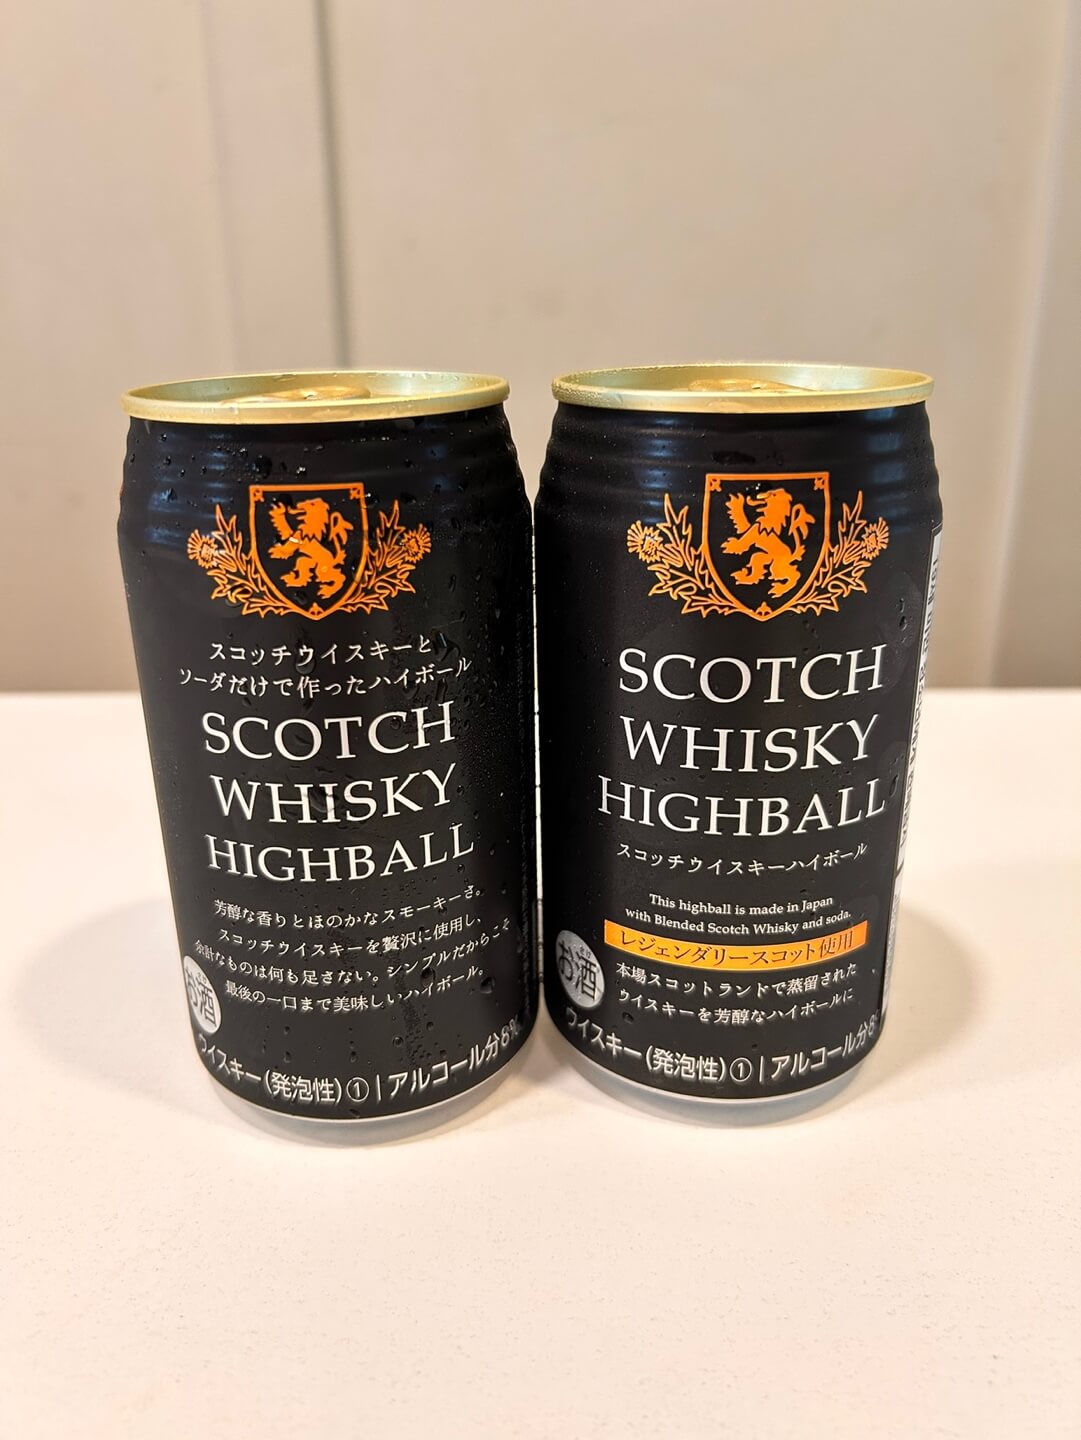 スコッチウイスキーと
ソーダだけで作ったハイボール
SCOTCH
WHISKY
HIGHBALL
芳醇な香りとほのかなスモーキーさ。
スコッチウイスキーを贅沢に使用し、
余計なものは何も足さない。シンプルだからこそ
最後の一口まで美味しいハイボール。
お酒
ウイスキー(発泡性)①|アルコール分8%
SCOTCH
WHISKY
HIGHBALL
スコッチウイスキーハイボール
This highball is made in Japan
with Blended Scotch Whisky and soda.
レジェンダリースコット使用
本場スコットランドで蒸留された
ウイスキーを芳醇なハイボールに
お酒
ウイスキー(発泡性)①|アルコール分8%